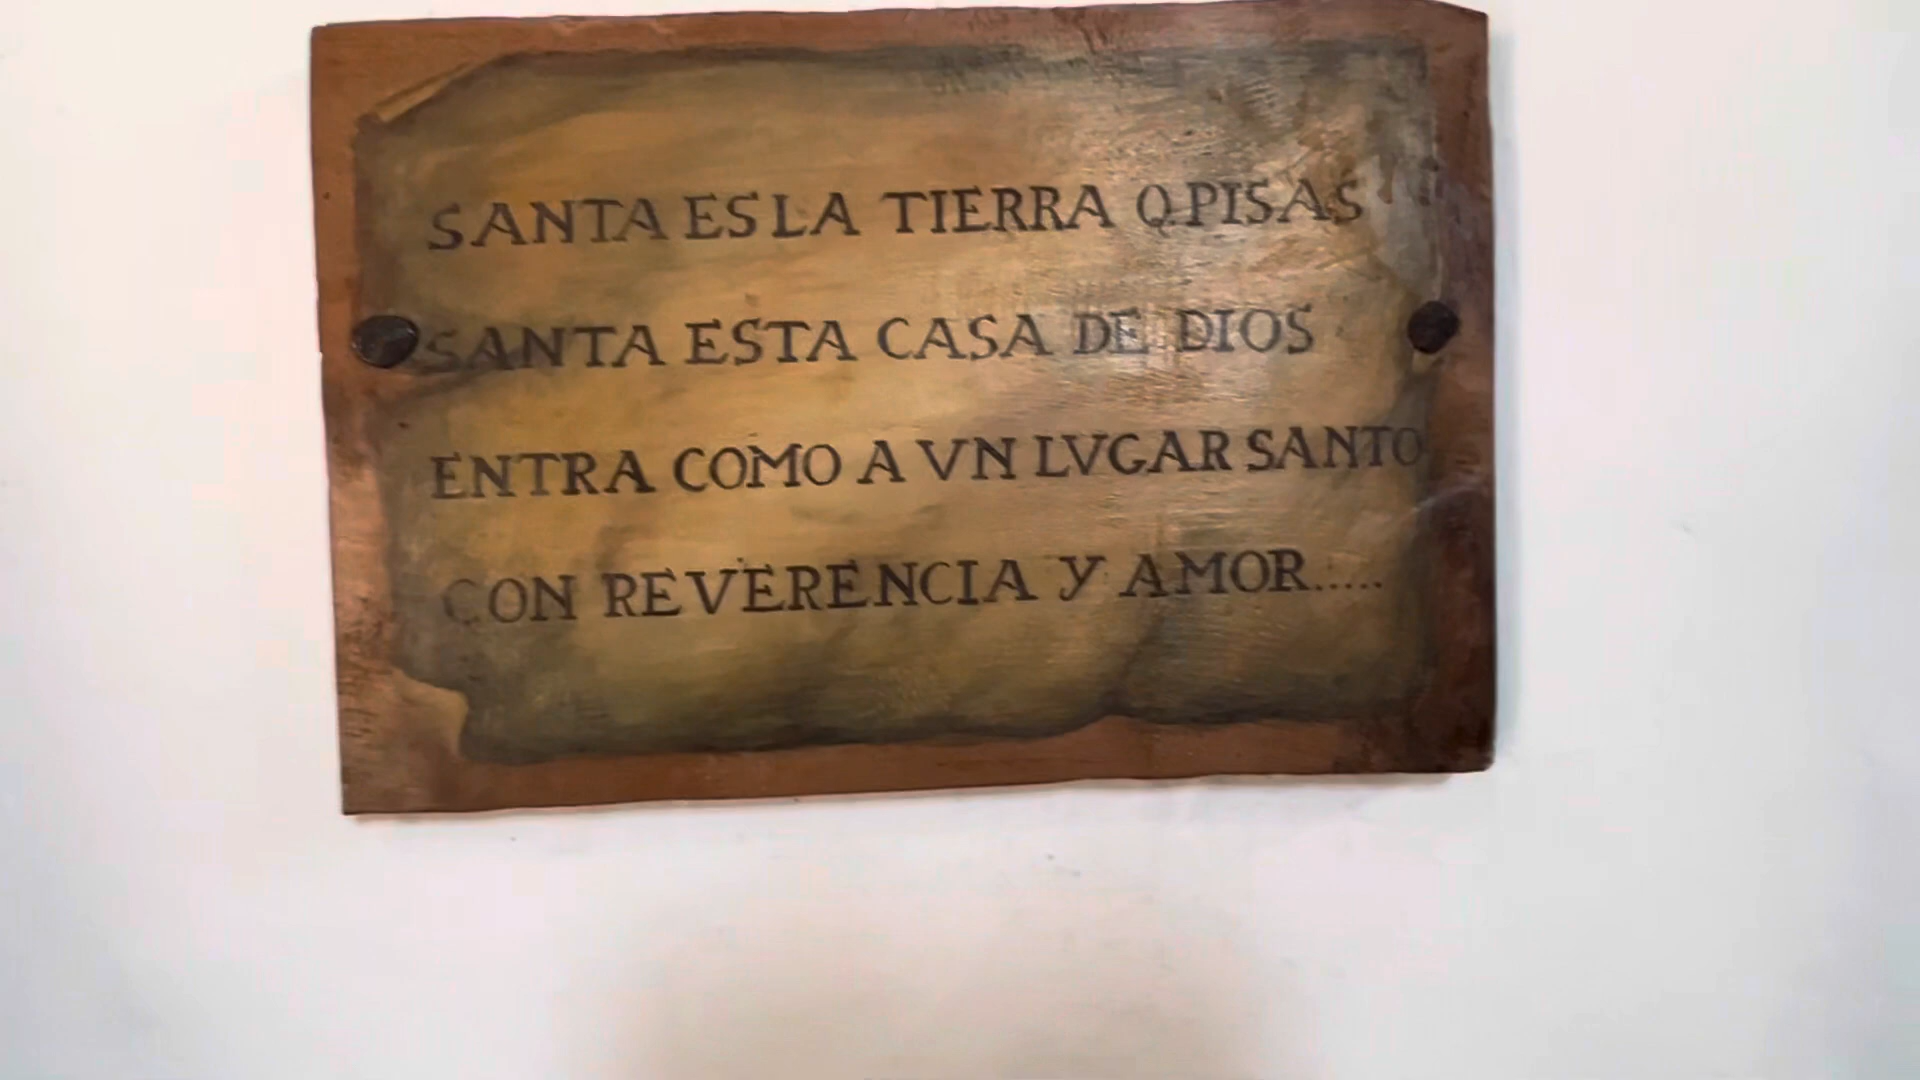 SANTA ES LA TIERRA Q.PISAS
SANTA ESTA CASA DE DIOS
ENTRA COMO A VN LVGAR SANTO
CON REVERENCIA Y AMOR.....